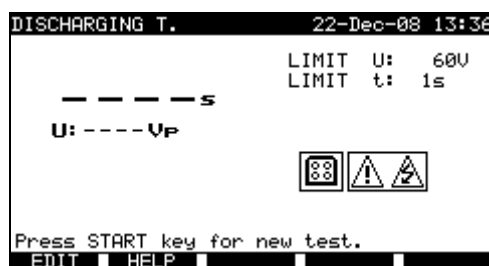 DISCHARGING T. 22-Dec-08 13:36
LIMIT U: 60V
LIMIT t: 1s
----s
U:----Vp
Press START key for new test.
EDIT HELP